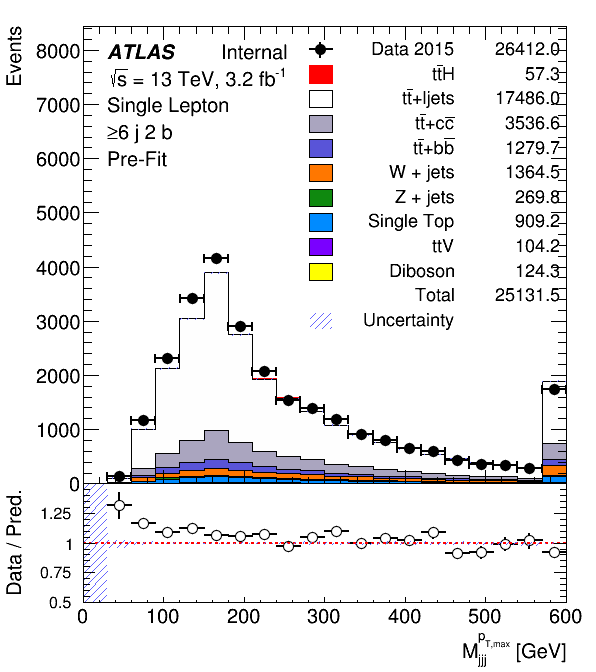 Events
8000
7000
6000
5000
4000
3000
2000
1000
0
ATLAS Internal
√s = 13 TeV, 3.2 fb⁻¹
Single Lepton
≥6 j 2 b
Pre-Fit
Data 2015 26412.0
tt̄H 57.3
tt̄+ljets 17486.0
tt̄+cc̄ 3536.6
tt̄+bb̄ 1279.7
W + jets 1364.5
Z + jets 269.8
Single Top 909.2
ttV 104.2
Diboson 124.3
Total 25131.5
Uncertainty
Data / Pred.
1.25
1
0.75
0.5
0 100 200 300 400 500 600
M_jjj^pT,max [GeV]